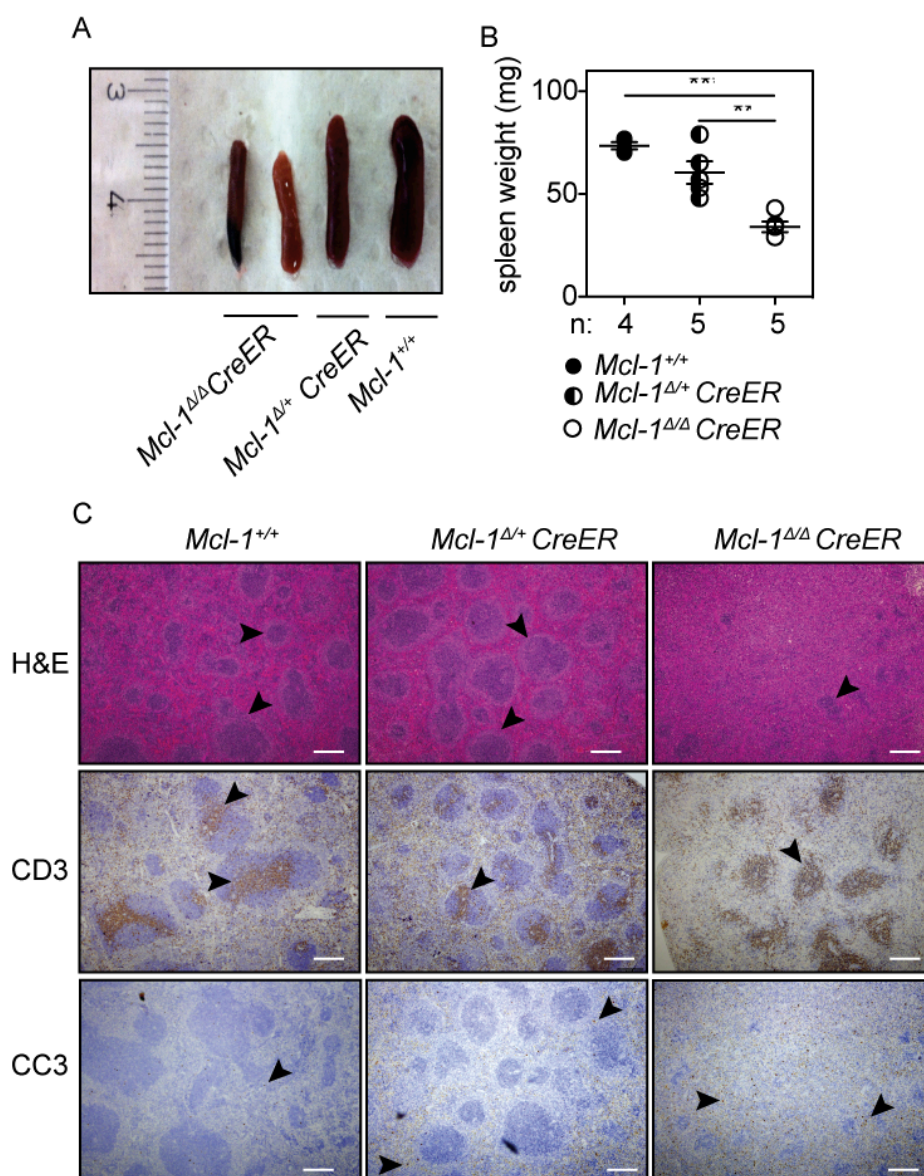 A
3
4
Mcl-1Δ/Δ CreER
Mcl-1Δ/+ CreER
Mcl-1+/+
B
spleen weight (mg)
100
50
0
n: 4 5 5
Mcl-1+/+
Mcl-1Δ/+ CreER
Mcl-1Δ/Δ CreER
C
Mcl-1+/+ Mcl-1Δ/+ CreER Mcl-1Δ/Δ CreER
H&E
CD3
CC3